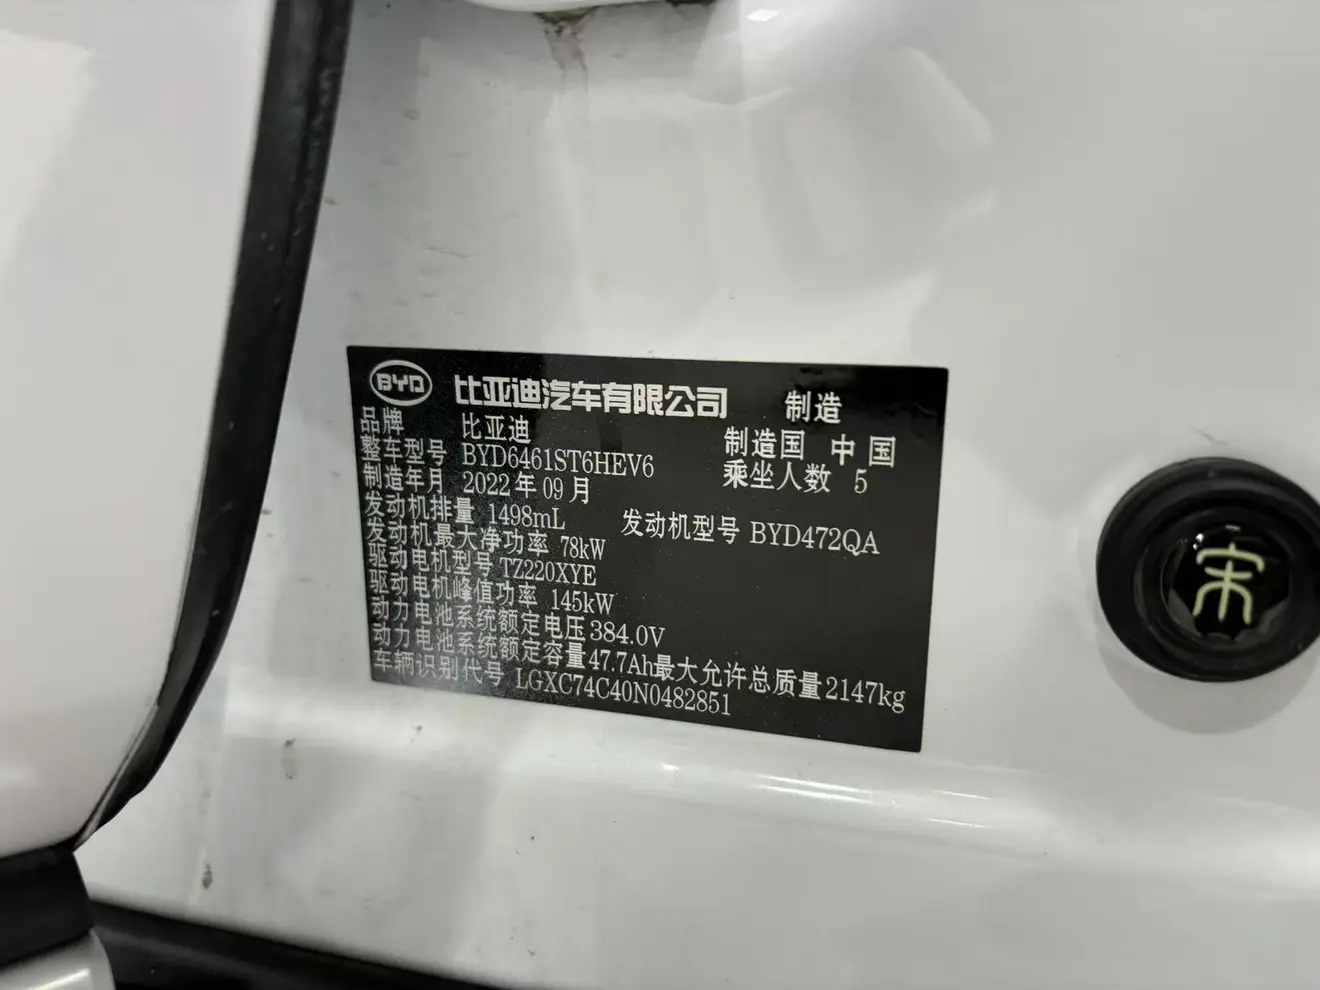 BYD 比亚迪汽车有限公司 制造
品牌 比亚迪 制造国 中国
整车型号 BYD6461ST6HEV6 乘坐人数 5
制造年月 2022年09月
发动机排量 1498mL 发动机型号 BYD472QA
发动机最大净功率 78kW
驱动电机型号 TZ220XYE
驱动电机峰值功率 145kW
动力电池系统额定电压 384.0V
动力电池系统额定容量 47.7Ah 最大允许总质量 2147kg
车辆识别代号 LGXC74C40N0482851
宋